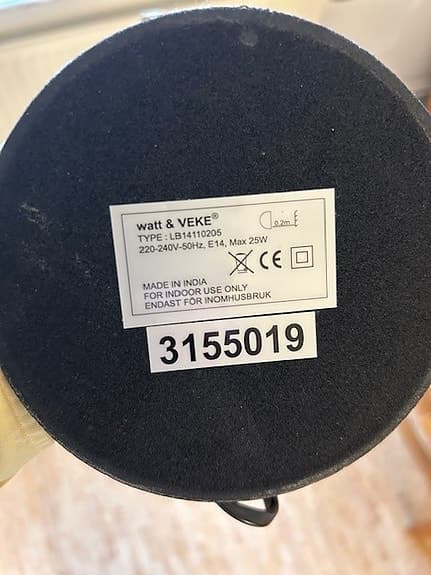 watt & VEKE®
TYPE : LB14110205
0.2m
220-240V-50Hz, E14, Max 25W
CE
MADE IN INDIA
FOR INDOOR USE ONLY
ENDAST FÖR INOMHUSBRUK
3155019